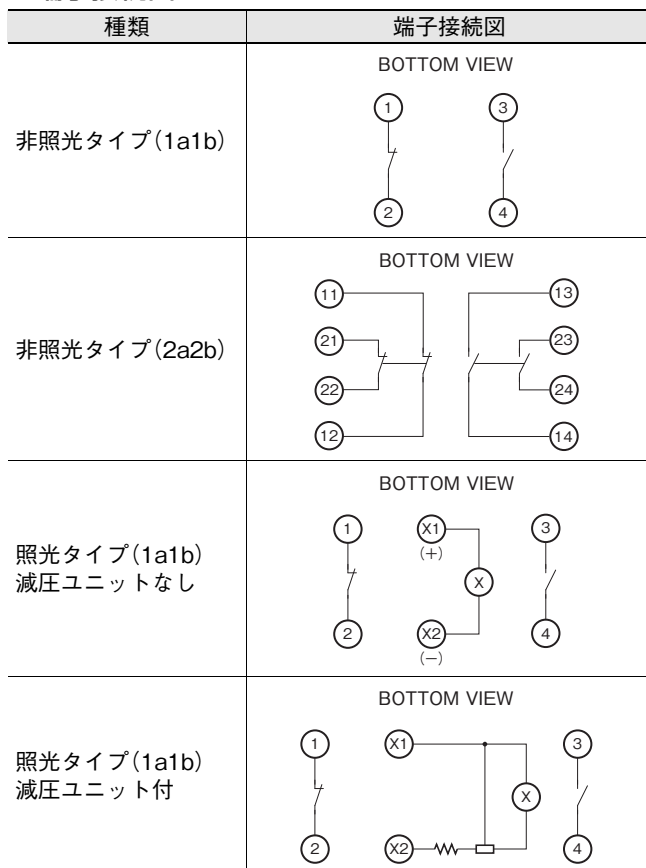 種類
端子接続図
非照光タイプ(1a1b)
BOTTOM VIEW
1
3
2
4
非照光タイプ(2a2b)
BOTTOM VIEW
11
13
21
23
22
24
12
14
照光タイプ(1a1b)
減圧ユニットなし
BOTTOM VIEW
1
X1
3
(+)
X
2
X2
4
(−)
照光タイプ(1a1b)
減圧ユニット付
BOTTOM VIEW
1
X1
3
X
2
X2
4